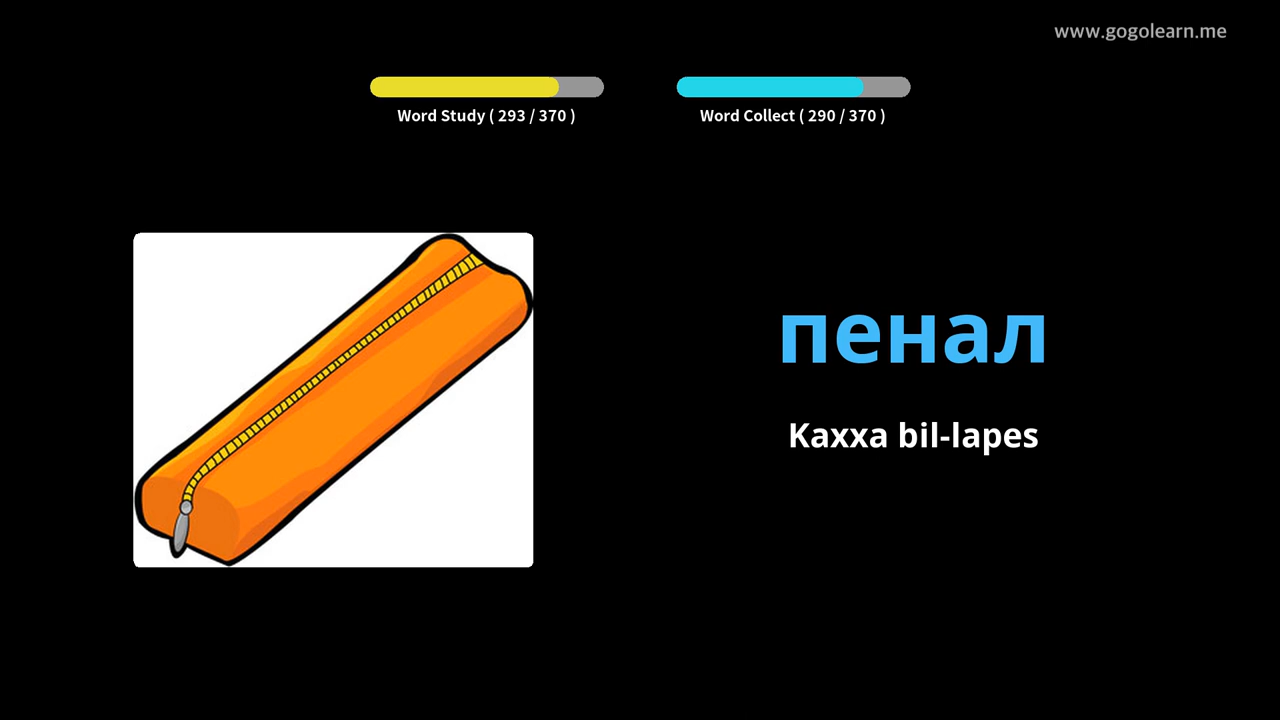 www.gogolearn.me
Word Study ( 293 / 370 )
Word Collect ( 290 / 370 )
пенал
Kaxxa bil-lapes